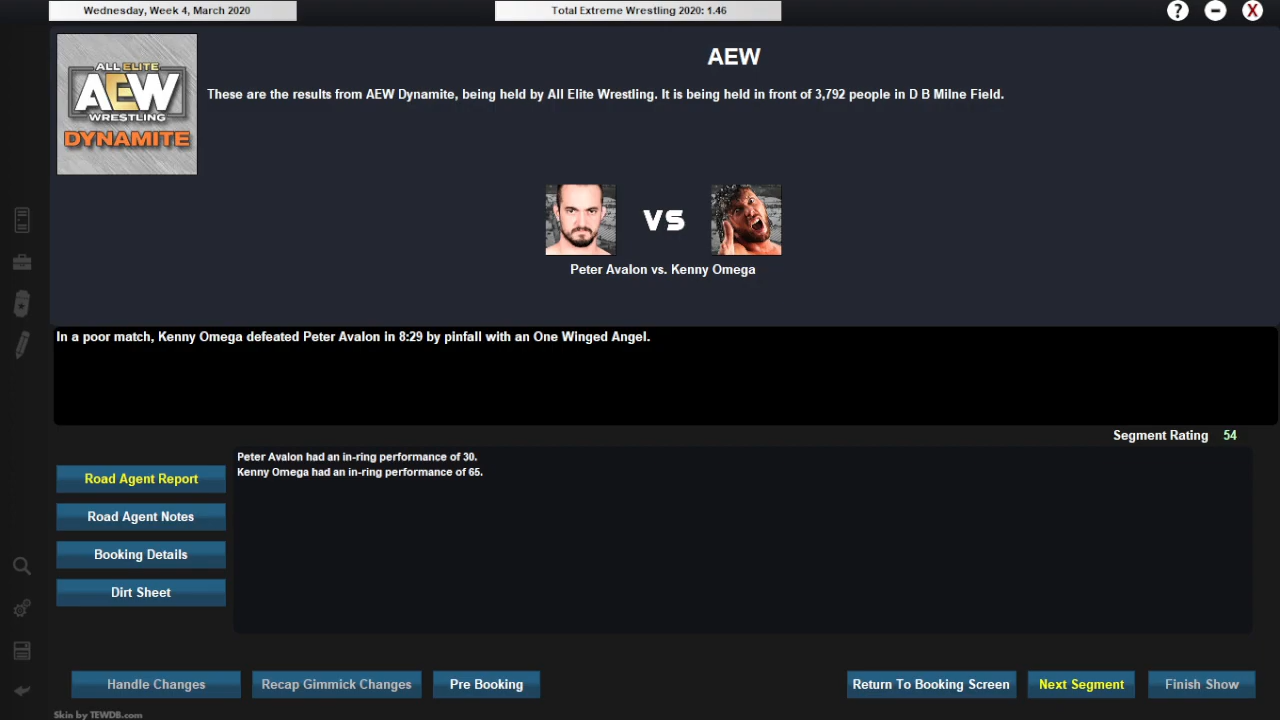 Wednesday, Week 4, March 2020
Total Extreme Wrestling 2020: 1.46
?
X
ALL ELITE
AEW
WRESTLING
DYNAMITE
AEW
These are the results from AEW Dynamite, being held by All Elite Wrestling. It is being held in front of 3,792 people in D B Milne Field.
VS
Peter Avalon vs. Kenny Omega
In a poor match, Kenny Omega defeated Peter Avalon in 8:29 by pinfall with an One Winged Angel.
Segment Rating 54
Road Agent Report
Road Agent Notes
Booking Details
Dirt Sheet
Peter Avalon had an in-ring performance of 30.
Kenny Omega had an in-ring performance of 65.
Handle Changes
Recap Gimmick Changes
Pre Booking
Return To Booking Screen
Next Segment
Finish Show
Skin by TEWDB.com